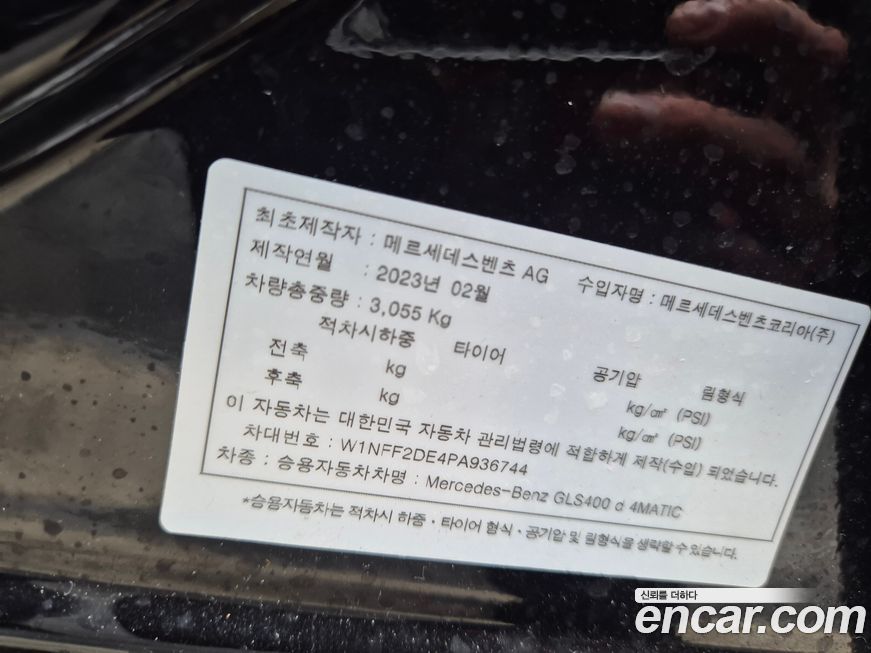 최초제작자 : 메르세데스벤츠 AG 수입자명 : 메르세데스벤츠코리아(주)
제작연월 : 2023년 02월
차량총중량 : 3,055 Kg
적차시하중 타이어 공기압 림형식
전축 kg kg/㎠ (PSI)
후축 kg kg/㎠ (PSI)
이 자동차는 대한민국 자동차 관리법령에 적합하게 제작(수입) 되었습니다.
차대번호 : W1NFF2DE4PA936744
차종 : 승용자동차차명 : Mercedes-Benz GLS400 d 4MATIC
*승용자동차는 적차시 하중·타이어 형식·공기압 및 림형식을 생략할 수 있습니다.
신뢰를 더하다
encar.com